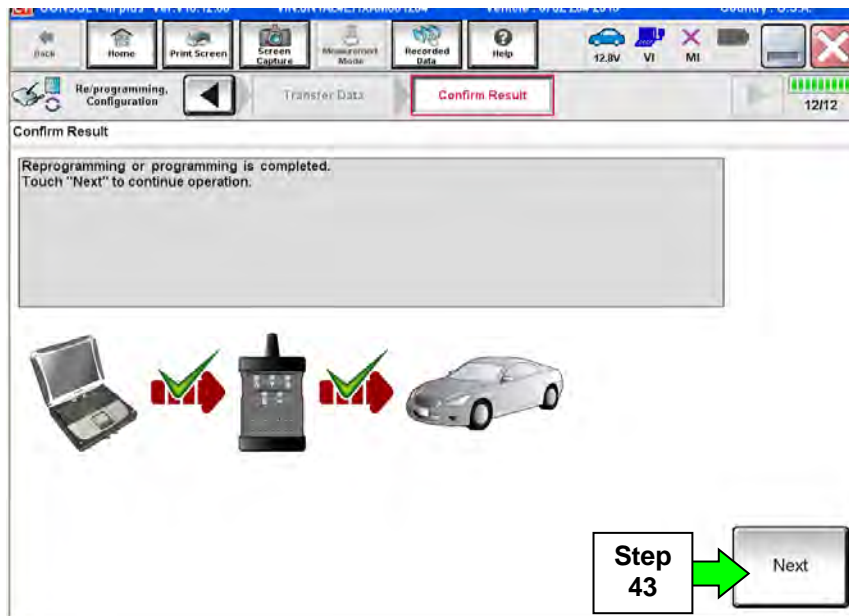 Back
Home
Print Screen
Screen Capture
Measurement Mode
Recorded Data
Help
12.8V
VI
MI
Re/programming, Configuration
Transfer Data
Confirm Result
12/12
Confirm Result
Reprogramming or programming is completed.
Touch "Next" to continue operation.
Step
43
Next